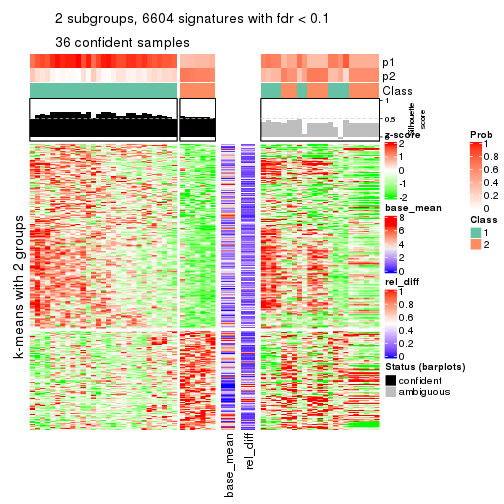 2 subgroups, 6604 signatures with fdr < 0.1
36 confident samples
p1
p2
Class
1
0.5
0
Silhouette
score
k-means with 2 groups
base_mean
rel_diff
z-score
2
1
0
-1
-2
base_mean
8
6
4
2
0
rel_diff
1
0.8
0.6
0.4
0.2
0
Status (barplots)
confident
ambiguous
Prob
1
0.8
0.6
0.4
0.2
0
Class
1
2